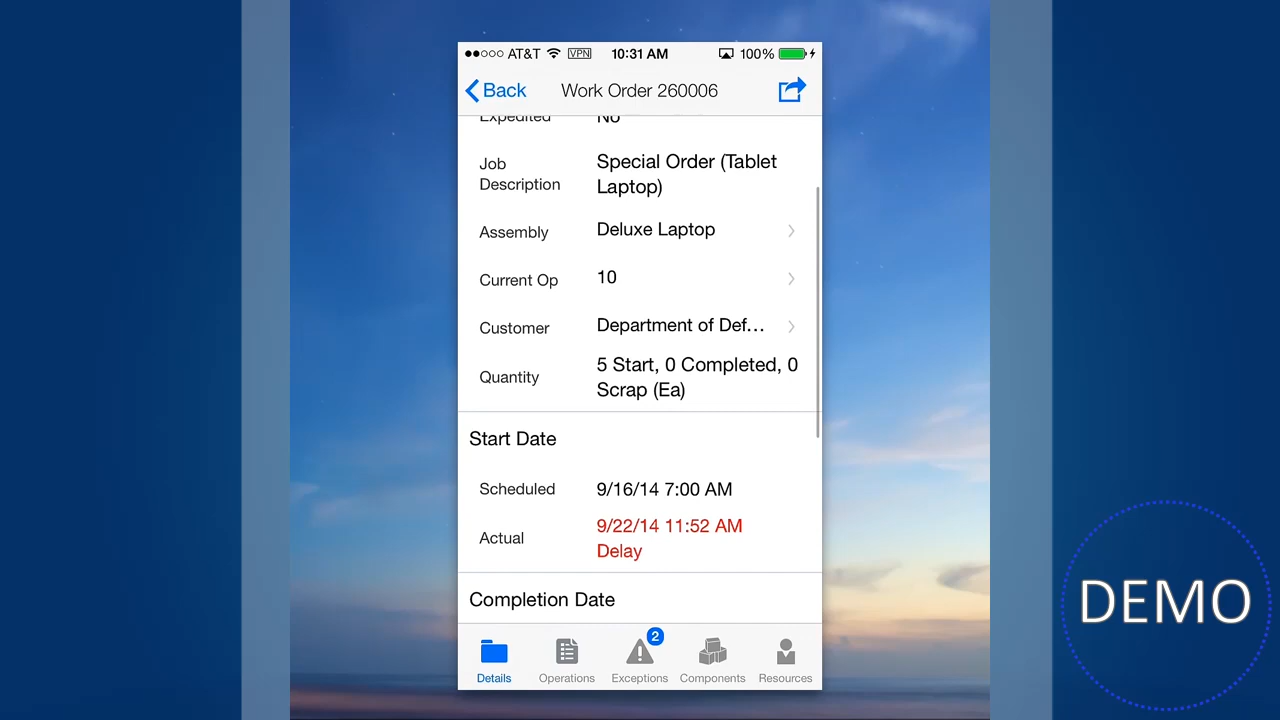 AT&T VPN 10:31 AM 100%
Back Work Order 260006
Expedited No
Job Description Special Order (Tablet
Laptop)
Assembly Deluxe Laptop
Current Op 10
Customer Department of Def...
Quantity 5 Start, 0 Completed, 0
Scrap (Ea)
Start Date
Scheduled 9/16/14 7:00 AM
Actual 9/22/14 11:52 AM
Delay
Completion Date
2
Details Operations Exceptions Components Resources
DEMO